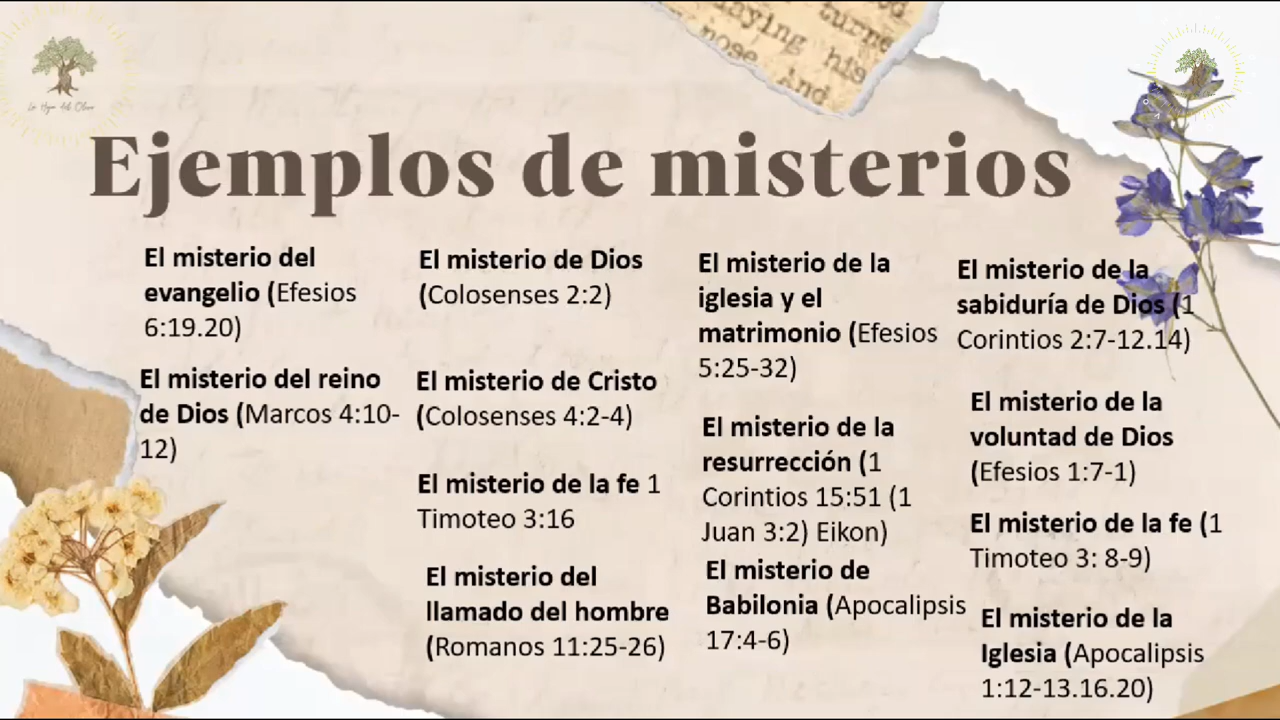 turne
nying his
nose. And
Ejemplos de misterios
El misterio del
evangelio (Efesios
6:19.20)
El misterio del reino
de Dios (Marcos 4:10-
12)
El misterio de Dios
(Colosenses 2:2)
El misterio de Cristo
(Colosenses 4:2-4)
El misterio de la fe 1
Timoteo 3:16
El misterio del
llamado del hombre
(Romanos 11:25-26)
El misterio de la
iglesia y el
matrimonio (Efesios
5:25-32)
El misterio de la
resurrección (1
Corintios 15:51 (1
Juan 3:2) Eikon)
El misterio de
Babilonia (Apocalipsis
17:4-6)
El misterio de la
sabiduría de Dios (1
Corintios 2:7-12.14)
El misterio de la
voluntad de Dios
(Efesios 1:7-1)
El misterio de la fe (1
Timoteo 3: 8-9)
El misterio de la
Iglesia (Apocalipsis
1:12-13.16.20)